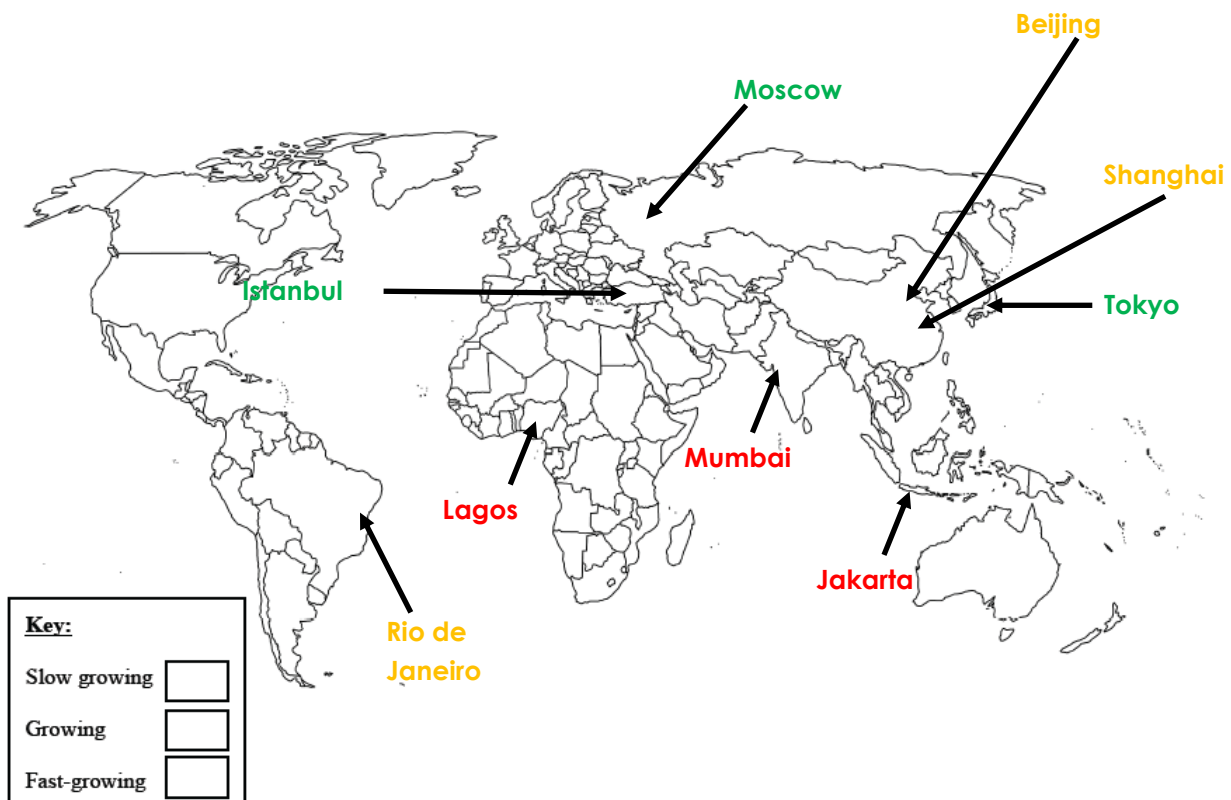 Beijing
Moscow
Shanghai
Istanbul
Tokyo
Mumbai
Lagos
Jakarta
Rio de
Janeiro
Key:
Slow growing
Growing
Fast-growing